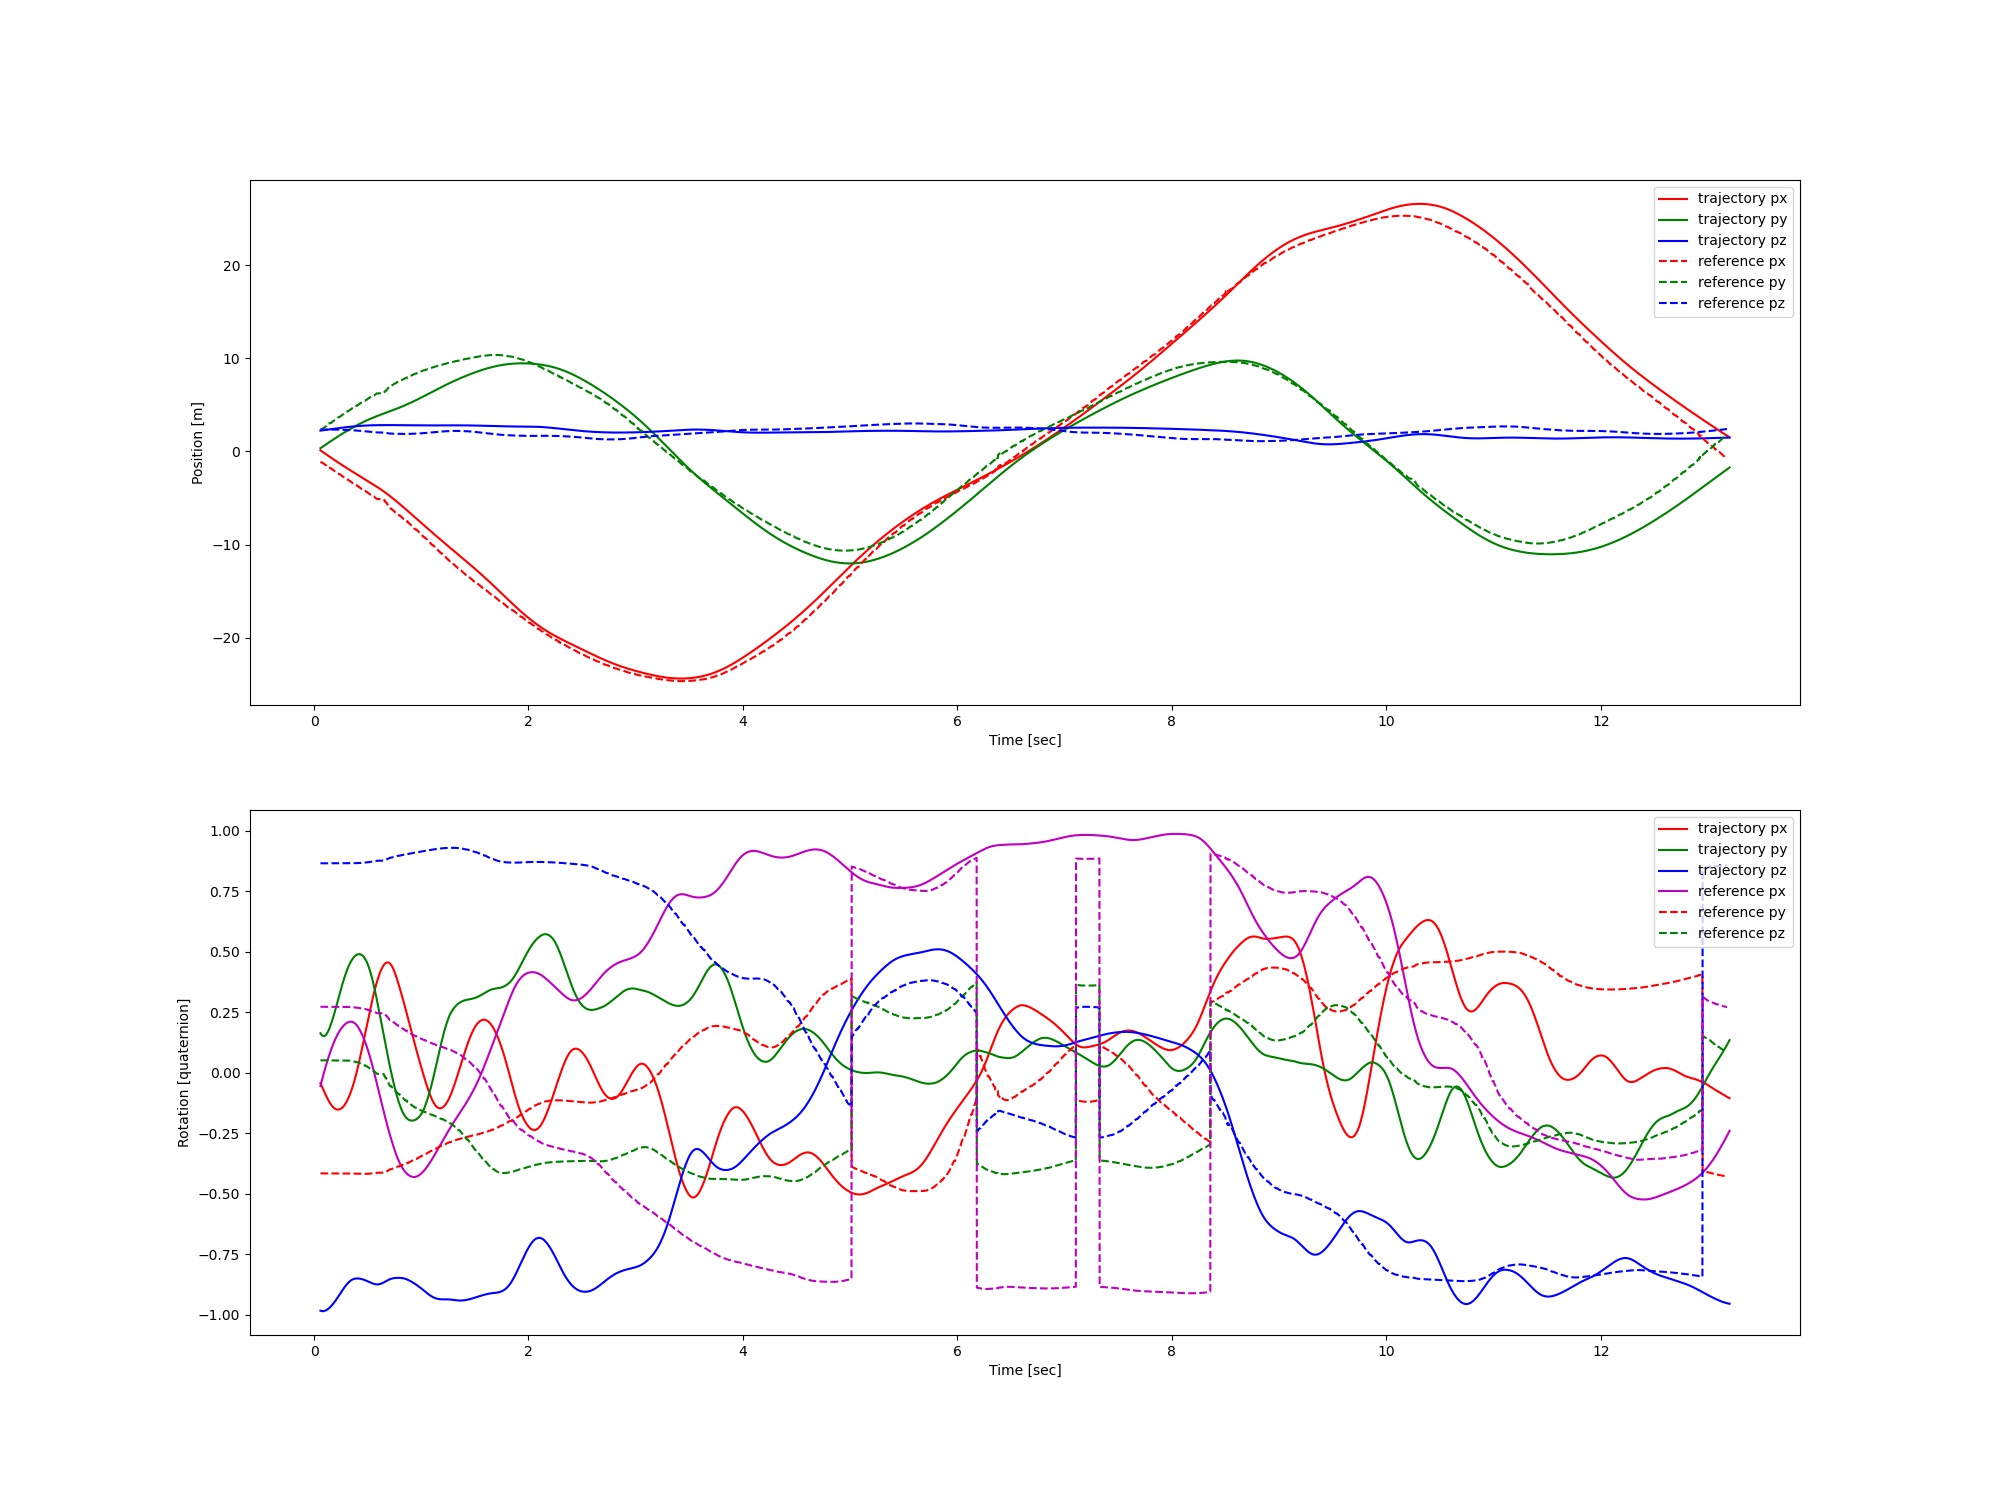 20
10
0
−10
−20
Position [m]
trajectory px
trajectory py
trajectory pz
reference px
reference py
reference pz
0 2 4 6 8 10 12
Time [sec]
1.00
0.75
0.50
0.25
0.00
−0.25
−0.50
−0.75
−1.00
Rotation [quaternion]
trajectory px
trajectory py
trajectory pz
reference px
reference py
reference pz
0 2 4 6 8 10 12
Time [sec]